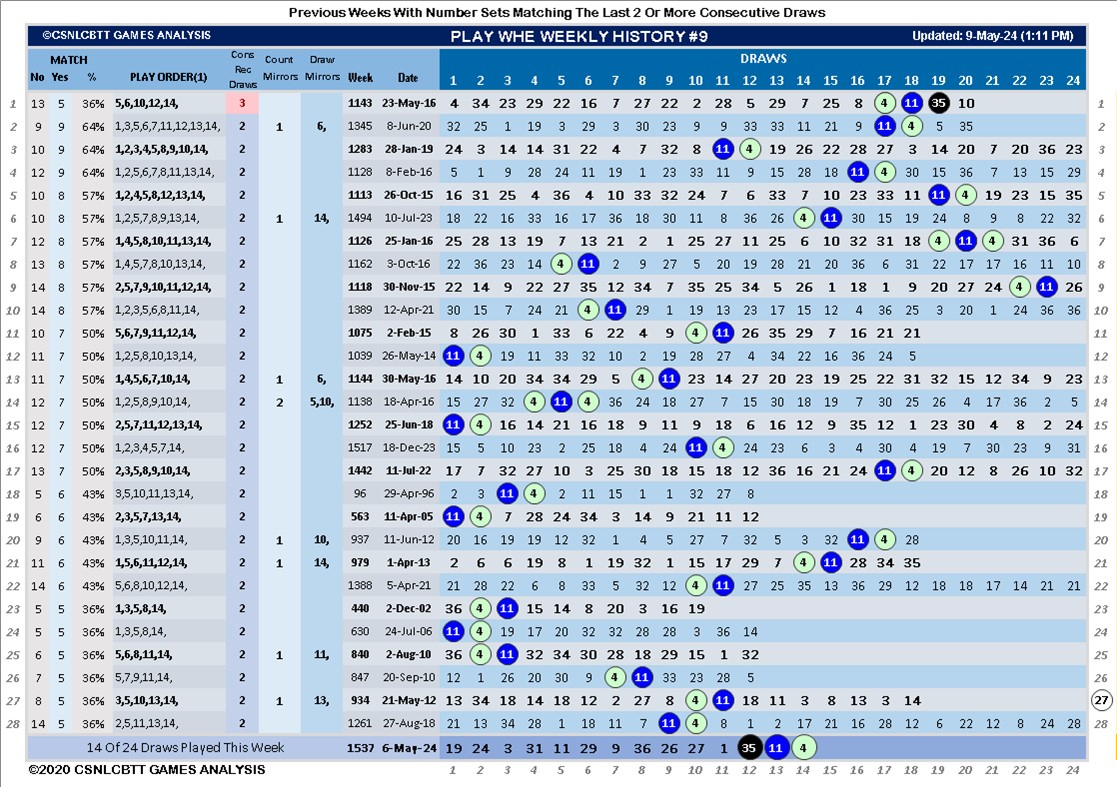 Previous Weeks With Number Sets Matching The Last 2 Or More Consecutive Draws
©CSNLCBTT GAMES ANALYSIS PLAY WHE WEEKLY HISTORY #9 Updated: 9-May-24 (1:11 PM)
MATCH Cons Rec Draws Count Mirrors Draw Mirrors DRAWS
No Yes % PLAY ORDER(1) Week Date 1 2 3 4 5 6 7 8 9 10 11 12 13 14 15 16 17 18 19 20 21 22 23 24
1 13 5 36% 5,6,10,12,14, 3 1143 23-May-16 4 34 23 29 22 16 7 27 22 2 28 5 29 7 25 8 4 11 35 10 1
2 9 9 64% 1,3,5,6,7,11,12,13,14, 2 1 6, 1345 8-Jun-20 32 25 1 19 3 29 3 30 23 9 9 33 33 11 21 9 11 4 5 35 2
3 10 9 64% 1,2,3,4,5,8,9,10,14, 2 1283 28-Jan-19 24 3 14 14 31 22 4 7 32 8 11 4 19 26 22 28 27 3 14 20 7 20 36 23 3
4 12 9 64% 1,2,5,6,7,8,11,13,14, 2 1128 8-Feb-16 5 1 9 28 24 11 19 1 23 33 11 9 15 28 18 11 4 30 15 36 7 13 15 29 4
5 10 8 57% 1,2,4,5,8,12,13,14, 2 1113 26-Oct-15 16 31 25 4 36 4 10 33 32 24 7 6 33 7 10 23 33 11 11 4 19 23 15 35 5
6 10 8 57% 1,2,5,7,8,9,13,14, 2 1 14, 1494 10-Jul-23 18 22 16 33 16 17 36 18 30 11 8 36 26 4 11 30 15 19 24 8 9 8 22 32 6
7 12 8 57% 1,4,5,8,10,11,13,14, 2 1126 25-Jan-16 25 28 13 19 7 13 21 2 1 25 27 11 25 6 10 32 31 18 4 11 4 31 36 6 7
8 13 8 57% 1,4,5,7,8,10,13,14, 2 1162 3-Oct-16 22 36 23 14 4 11 2 9 27 5 20 19 28 21 20 36 6 31 22 17 17 16 11 10 8
9 14 8 57% 2,5,7,9,10,11,12,14, 2 1118 30-Nov-15 22 14 9 22 27 35 12 34 7 35 25 34 5 26 1 18 1 9 20 27 24 4 11 26 9
10 14 8 57% 1,2,3,5,6,8,11,14, 2 1389 12-Apr-21 30 15 7 24 21 4 11 29 1 19 13 23 17 15 12 4 36 25 3 20 1 24 36 36 10
11 10 7 50% 5,6,7,9,11,12,14, 2 1075 2-Feb-15 8 26 30 1 33 6 22 4 9 4 11 26 35 29 7 16 21 21 11
12 11 7 50% 1,2,5,8,10,13,14, 2 1039 26-May-14 11 4 19 11 33 32 10 2 19 28 27 4 34 22 16 36 24 5 12
13 11 7 50% 1,4,5,6,7,10,14, 2 1 6, 1144 30-May-16 14 10 20 34 34 29 5 4 11 23 14 27 20 23 19 25 22 31 32 15 12 34 9 23 13
14 12 7 50% 1,2,5,8,9,10,14, 2 2 5,10, 1138 18-Apr-16 15 27 32 4 11 4 36 24 18 27 7 15 30 18 19 7 30 25 26 4 17 36 2 5 14
15 12 7 50% 2,5,7,11,12,13,14, 2 1252 25-Jun-18 11 4 16 14 21 16 18 9 11 9 18 6 16 12 9 35 12 1 23 30 4 8 2 24 15
16 12 7 50% 1,2,3,4,5,7,14, 2 1517 18-Dec-23 15 5 10 23 2 25 18 4 24 11 4 24 23 6 3 4 30 4 20 7 30 23 9 31 16
17 13 7 50% 2,3,5,8,9,10,14, 2 1442 11-Jul-22 17 7 32 27 10 3 25 30 18 15 18 12 36 16 21 24 11 4 20 12 8 26 10 32 17
18 5 6 43% 3,5,10,11,13,14, 2 96 29-Apr-96 2 3 11 4 2 11 15 1 1 32 27 8 18
19 6 6 43% 2,3,5,7,13,14, 2 563 11-Apr-05 11 4 7 28 24 34 3 14 9 21 11 12 19
20 9 6 43% 1,3,5,10,11,14, 2 1 10, 937 11-Jun-12 20 16 19 19 12 32 1 4 5 27 7 32 5 3 32 11 4 28 20
21 11 6 43% 1,5,6,11,12,14, 2 1 14, 979 1-Apr-13 2 6 6 19 8 1 19 32 1 15 17 29 7 4 11 28 34 35 21
22 14 6 43% 5,6,8,10,12,14, 2 1388 5-Apr-21 21 28 22 6 8 33 5 32 12 4 11 22 35 13 36 29 12 12 18 18 17 14 21 21 22
23 5 5 36% 1,3,5,8,14, 2 440 2-Dec-02 36 4 11 15 14 8 20 3 16 19 23
24 5 5 36% 1,3,5,8,14, 2 630 24-Jul-06 11 4 19 17 20 32 32 28 28 3 36 14 24
25 6 5 36% 5,6,8,11,14, 2 1 11, 840 2-Aug-10 36 4 11 32 34 30 28 18 29 15 1 32 25
26 7 5 36% 5,7,9,11,14, 2 847 20-Sep-10 12 1 26 20 30 9 4 11 33 23 28 5 26
27 8 5 36% 3,5,10,13,14, 2 1 13, 934 21-May-12 13 34 18 14 18 12 2 27 8 4 11 18 11 3 8 13 3 14 27
28 14 5 36% 2,5,11,13,14, 2 1261 27-Aug-18 21 13 34 28 1 18 11 7 11 4 8 1 2 17 21 16 28 12 6 22 12 8 24 28 28
14 Of 24 Draws Played This Week 1537 6-May-24 19 24 3 31 11 29 9 36 26 27 1 35 11 4
©2020 CSNLCBTT GAMES ANALYSIS 1 2 3 4 5 6 7 8 9 10 11 12 13 14 15 16 17 18 19 20 21 22 23 24